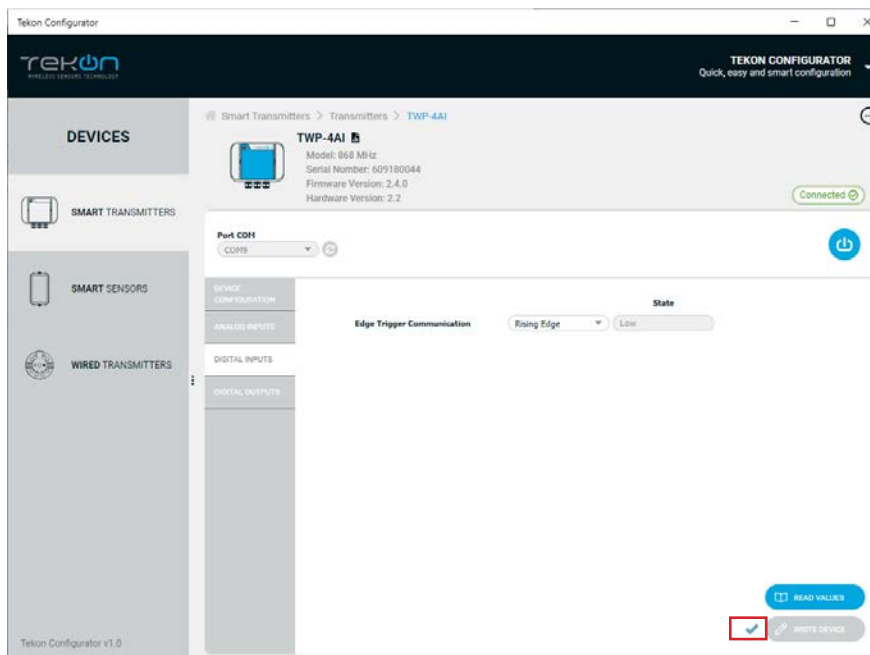 Tekon Configurator
TEKON
WIRELESS SENSORS TECHNOLOGY
TEKON CONFIGURATOR
Quick, easy and smart configuration
DEVICES
SMART TRANSMITTERS
SMART SENSORS
WIRED TRANSMITTERS
Tekon Configurator v1.0
Smart Transmitters > Transmitters > TWP-4AI
TWP-4AI
Model: 868 MHz
Serial Number: 609180044
Firmware Version: 2.4.0
Hardware Version: 2.2
Connected
Port COM
COM9
DEVICE
CONFIGURATION
ANALOG INPUTS
DIGITAL INPUTS
DIGITAL OUTPUTS
State
Edge Trigger Communication Rising Edge Low
READ VALUES
WRITE DEVICE